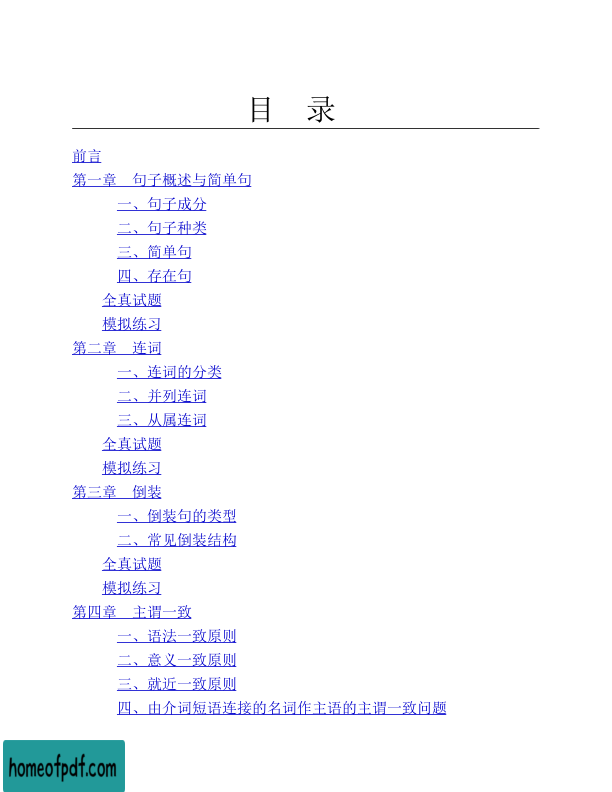 目 录
前言
第一章 句子概述与简单句
一、句子成分
二、句子种类
三、简单句
四、存在句
全真试题
模拟练习
第二章 连词
一、连词的分类
二、并列连词
三、从属连词
全真试题
模拟练习
第三章 倒装
一、倒装句的类型
二、常见倒装结构
全真试题
模拟练习
第四章 主谓一致
一、语法一致原则
二、意义一致原则
三、就近一致原则
四、由介词短语连接的名词作主语的主谓一致问题
homeofpdf.com